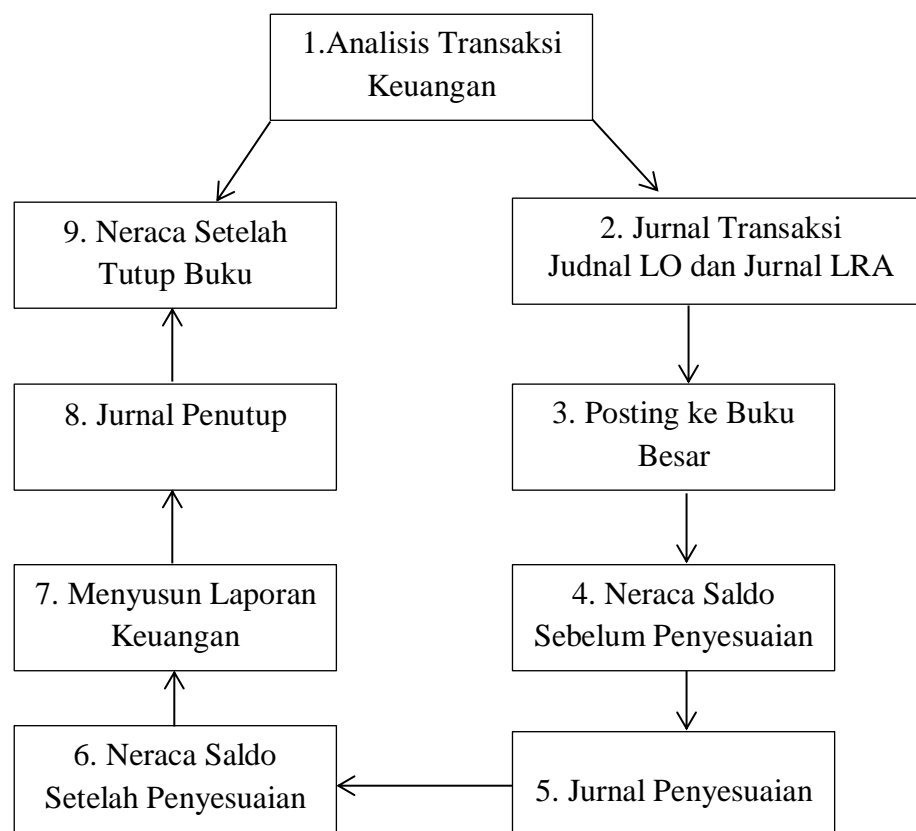 1.Analisis Transaksi
Keuangan
9. Neraca Setelah
Tutup Buku
2. Jurnal Transaksi
Judnal LO dan Jurnal LRA
8. Jurnal Penutup
3. Posting ke Buku
Besar
7. Menyusun Laporan
Keuangan
4. Neraca Saldo
Sebelum Penyesuaian
6. Neraca Saldo
Setelah Penyesuaian
5. Jurnal Penyesuaian